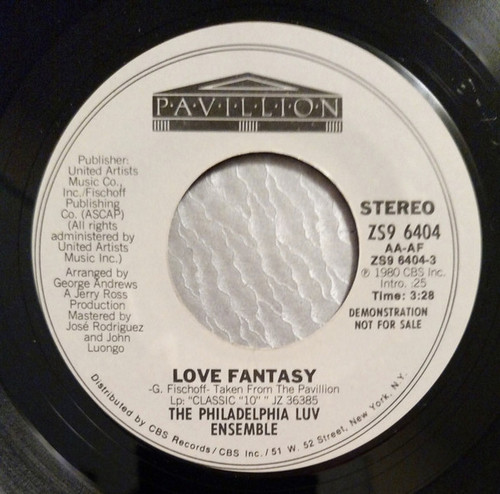 P·A·V·I·L·L·I·O·N
Publisher:
United Artists
Music Co.,
Inc./Fischoff
Publishing
Co. (ASCAP)
(All rights
administered by
United Artists
Music Inc.)
Arranged by
George Andrews
A Jerry Ross
Production
Mastered by
José Rodriguez
and John
Luongo
STEREO
ZS9 6404
AA-AF
ZS9 6404-3
℗ 1980 CBS Inc.
Intro. :25
Time: 3:28
DEMONSTRATION
NOT FOR SALE
LOVE FANTASY
-G. Fischoff- Taken From The Pavillion
Lp: "CLASSIC "10" " JZ 36385
THE PHILADELPHIA LUV
ENSEMBLE
Distributed by CBS Records/CBS Inc./51 W. 52 Street, New York, N.Y.